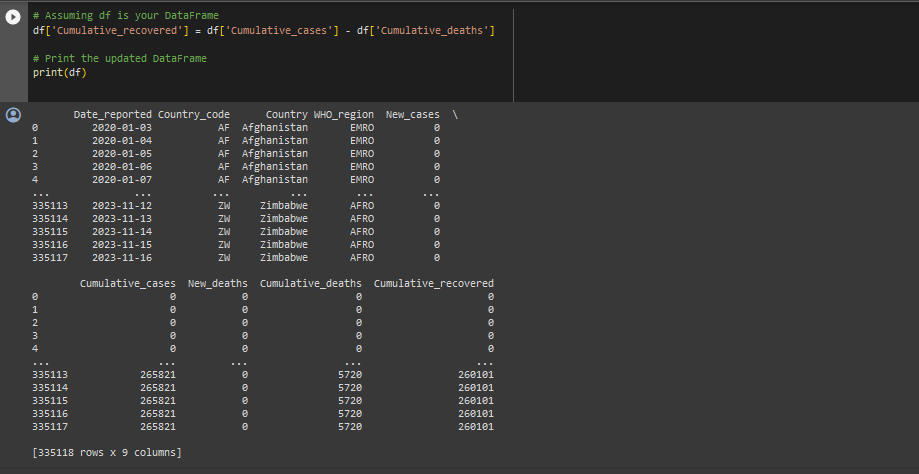 # Assuming df is your DataFrame
df['Cumulative_recovered'] = df['Cumulative_cases'] - df['Cumulative_deaths']
# Print the updated DataFrame
print(df)
Date_reported Country_code Country WHO_region New_cases \
0 2020-01-03 AF Afghanistan EMRO 0
1 2020-01-04 AF Afghanistan EMRO 0
2 2020-01-05 AF Afghanistan EMRO 0
3 2020-01-06 AF Afghanistan EMRO 0
4 2020-01-07 AF Afghanistan EMRO 0
... ... ... ... ... ...
335113 2023-11-12 ZW Zimbabwe AFRO 0
335114 2023-11-13 ZW Zimbabwe AFRO 0
335115 2023-11-14 ZW Zimbabwe AFRO 0
335116 2023-11-15 ZW Zimbabwe AFRO 0
335117 2023-11-16 ZW Zimbabwe AFRO 0
Cumulative_cases New_deaths Cumulative_deaths Cumulative_recovered
0 0 0 0 0
1 0 0 0 0
2 0 0 0 0
3 0 0 0 0
4 0 0 0 0
... ... ... ... ...
335113 265821 0 5720 260101
335114 265821 0 5720 260101
335115 265821 0 5720 260101
335116 265821 0 5720 260101
335117 265821 0 5720 260101
[335118 rows x 9 columns]